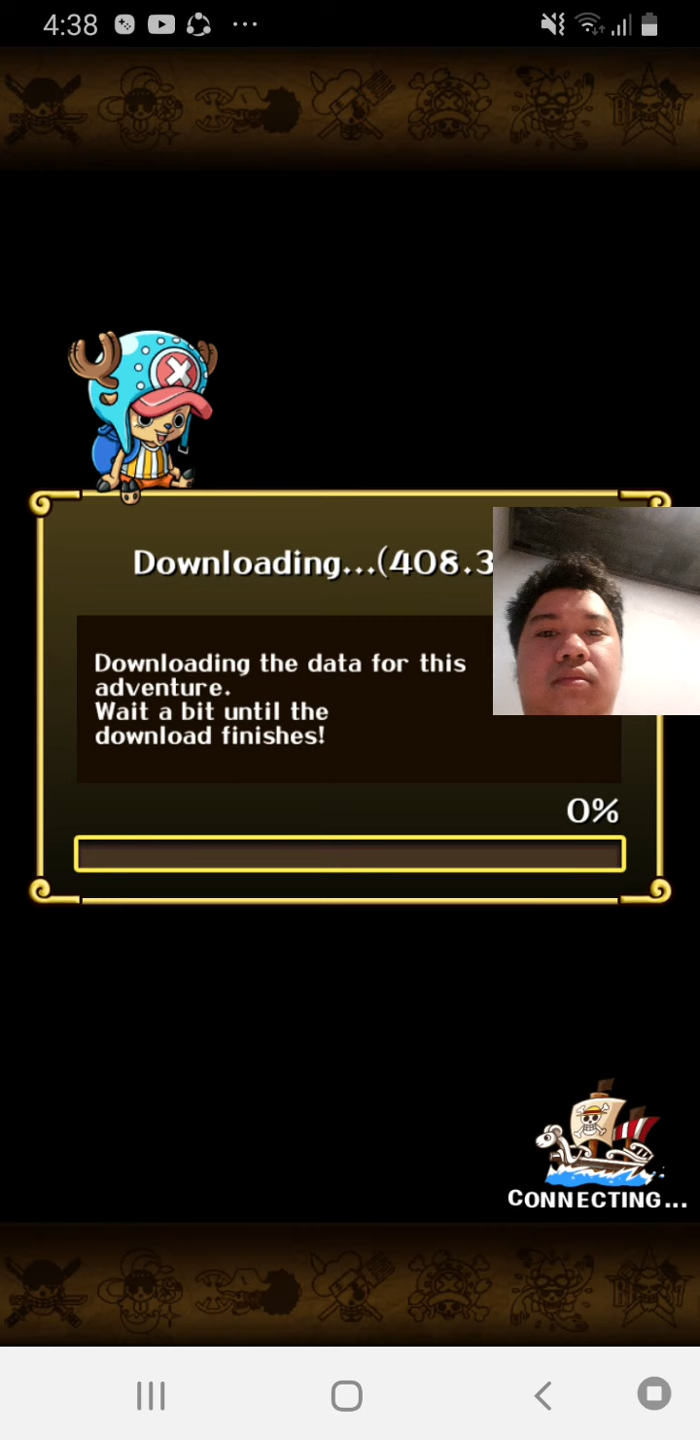 4:38
Downloading...(408.3
Downloading the data for this
adventure.
Wait a bit until the
download finishes!
0%
CONNECTING...